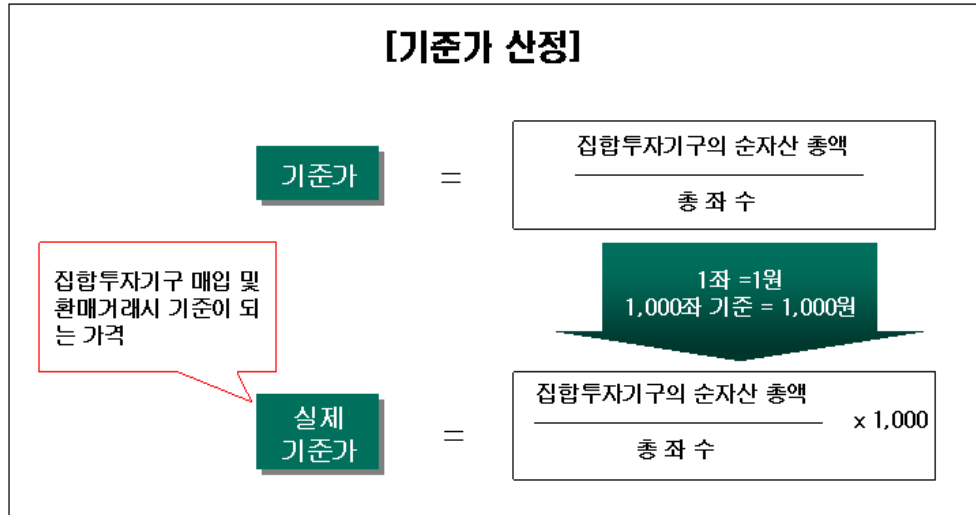 [기준가 산정]
기준가
=
집합투자기구의 순자산 총액
총 좌 수
집합투자기구 매입 및
환매거래시 기준이 되
는 가격
1좌 =1원
1,000좌 기준 = 1,000원
실제
기준가
=
집합투자기구의 순자산 총액
총 좌 수
x 1,000